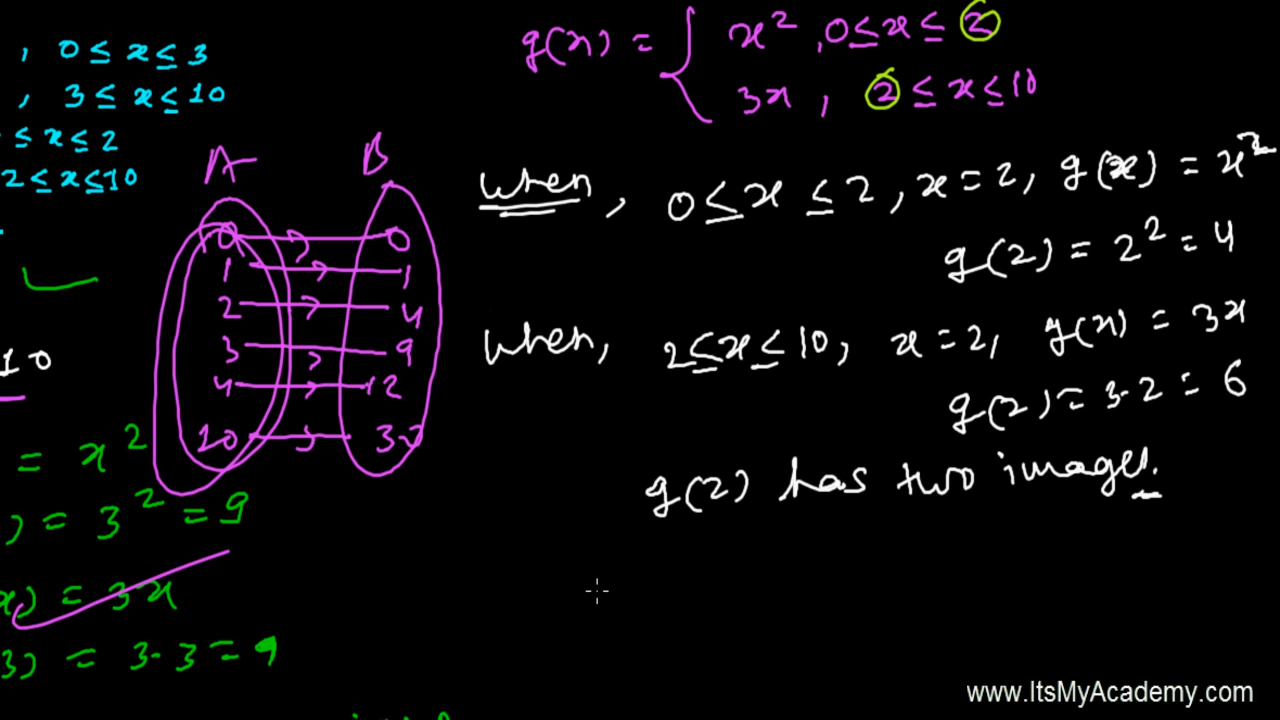 , 0 ≤ x ≤ 3
, 3 ≤ x ≤ 10
≤ x ≤ 2
2 ≤ x ≤ 10
10
= x²
) = 3² = 9
x) = 3x
3) = 3·3 = 9
A B
0 0
1 1
2 4
3 9
4 12
10
g(x) = { x², 0 ≤ x ≤ 2
3x, 2 ≤ x ≤ 10
When, 0 ≤ x ≤ 2, x = 2, g(x) = x²
g(2) = 2² = 4
When, 2 ≤ x ≤ 10, x = 2, g(x) = 3x
g(2) = 3·2 = 6
g(2) has two images.
www.ItsMyAcademy.com